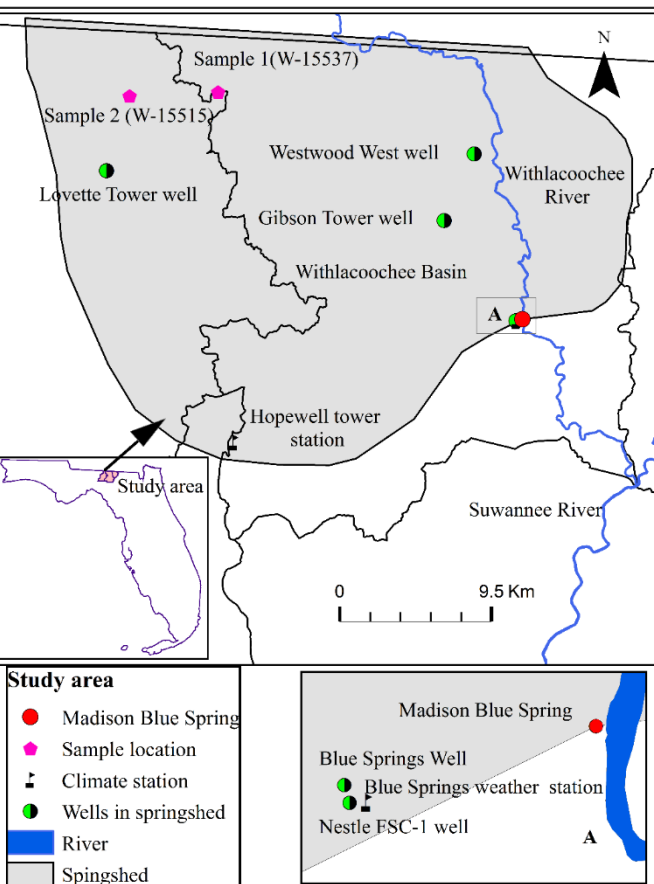 N
Sample 1(W-15537)
Sample 2 (W-15515)
Westwood West well
Withlacoochee
River
Lovette Tower well
Gibson Tower well
Withlacoochee Basin
A
Hopewell tower
station
Study area
Suwannee River
0 9.5 Km
Study area
Madison Blue Spring
Sample location
Climate station
Wells in springshed
River
Spingshed
Madison Blue Spring
Blue Springs Well
Blue Springs weather station
Nestle FSC-1 well
A